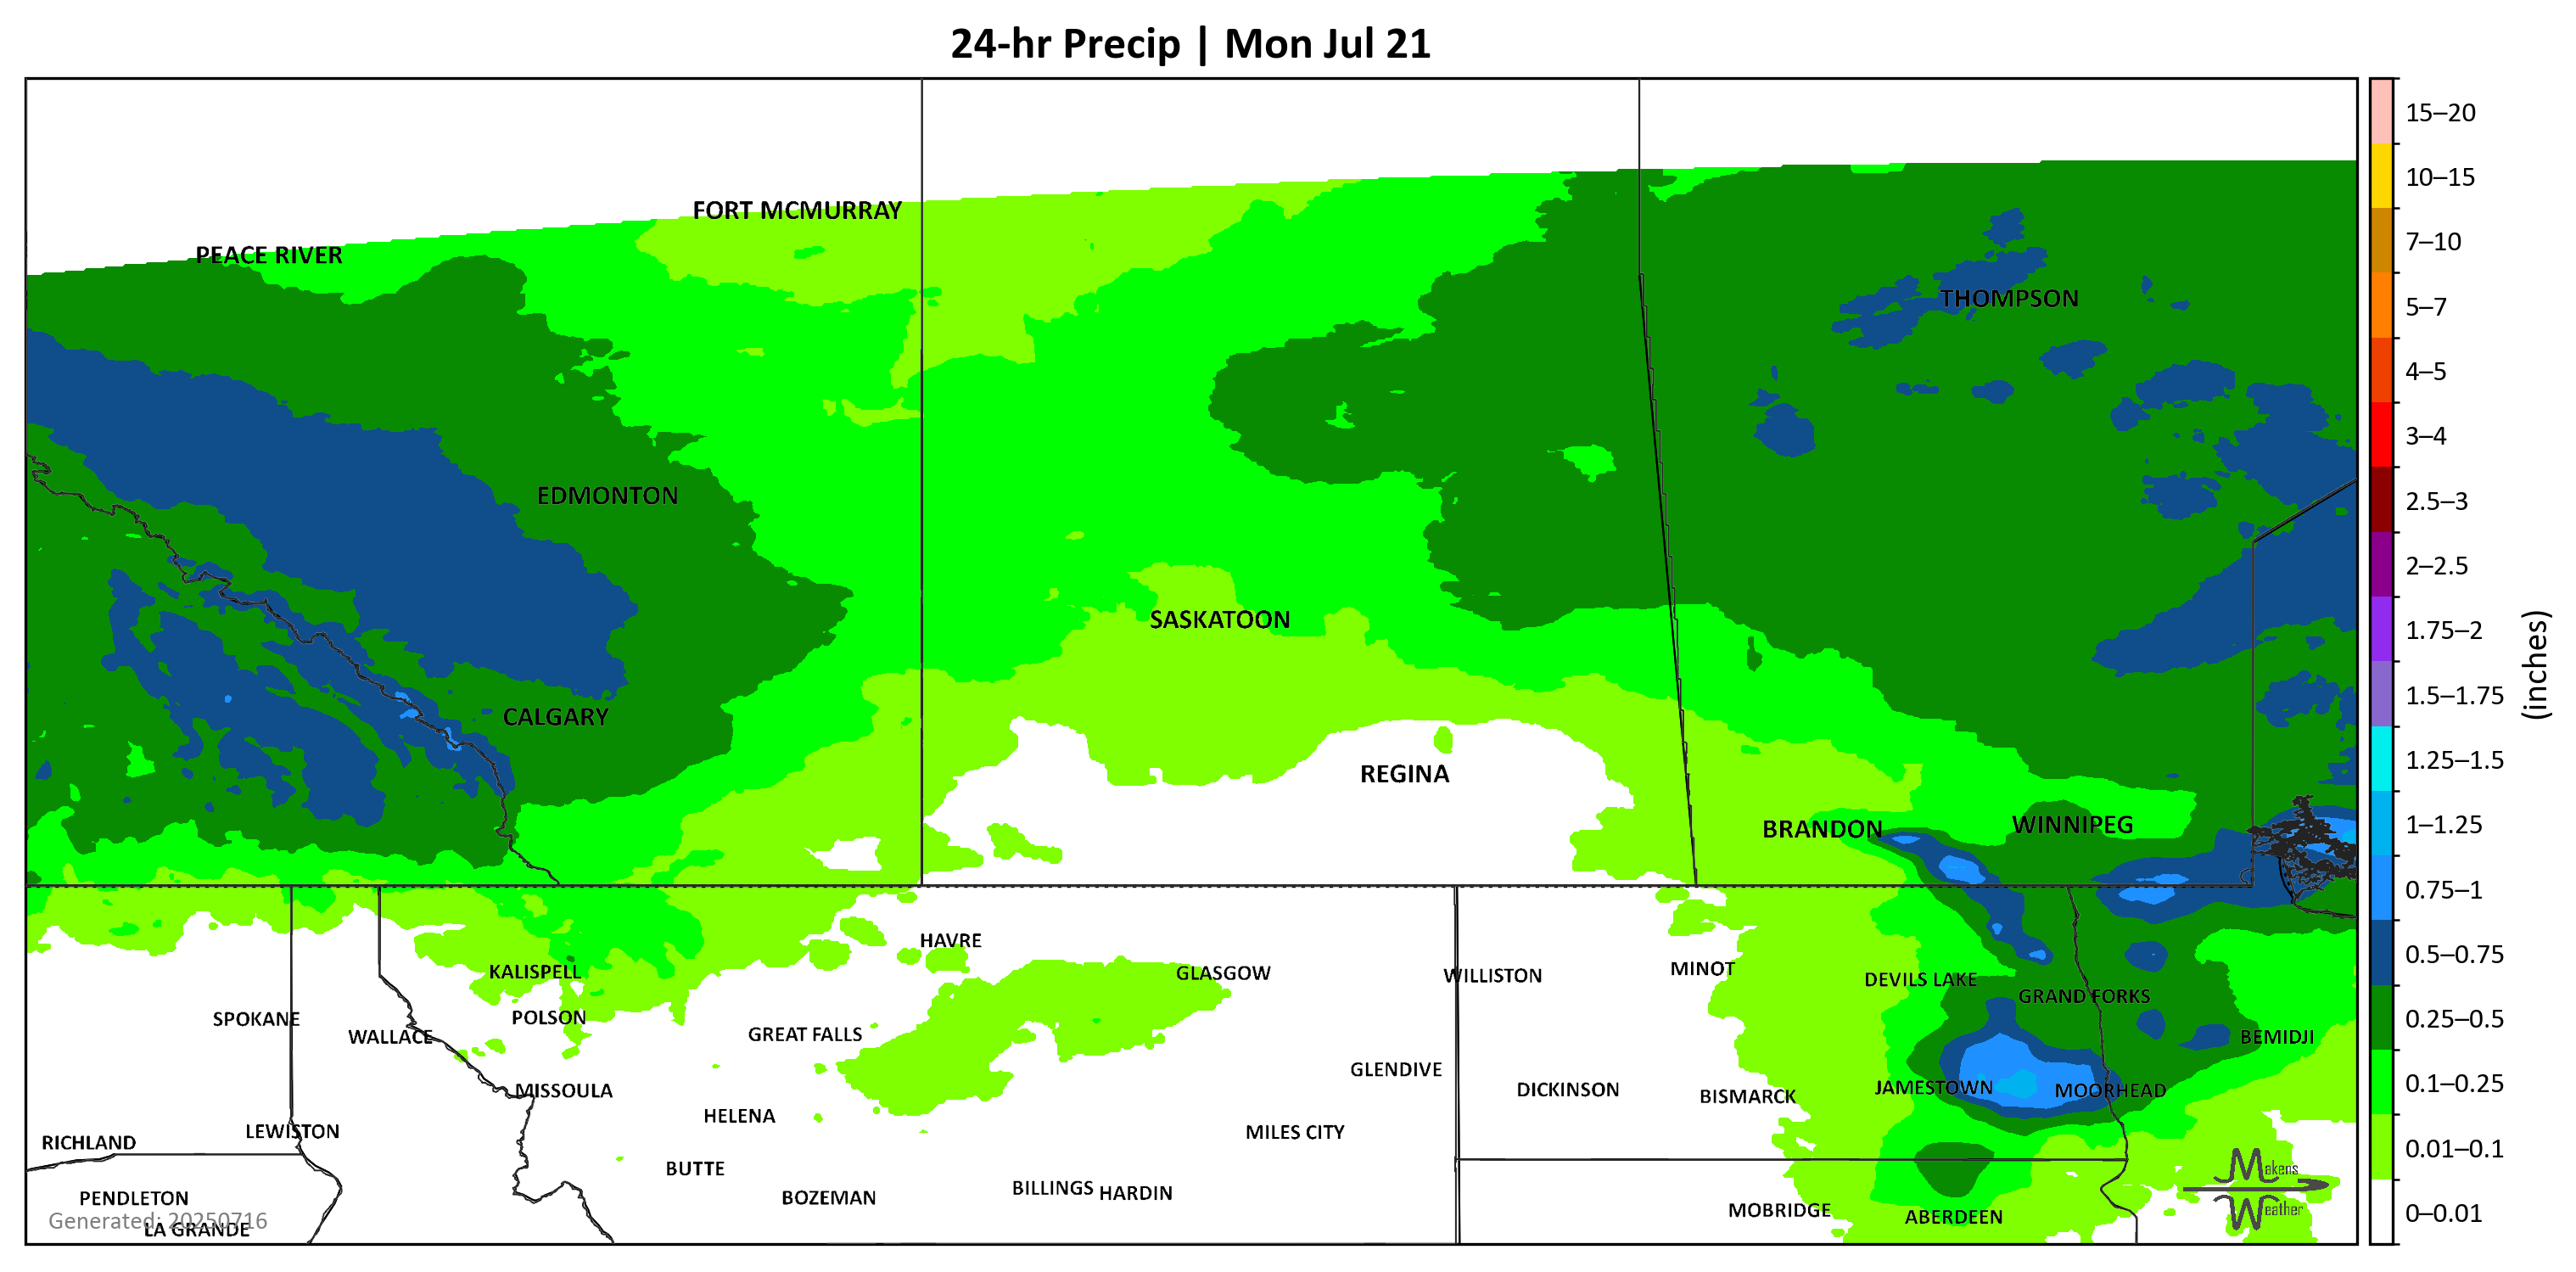 24-hr Precip | Mon Jul 21
FORT MCMURRAY
PEACE RIVER
THOMPSON
EDMONTON
SASKATOON
CALGARY
REGINA
BRANDON
WINNIPEG
HAVRE
KALISPELL
GLASGOW
WILLISTON
MINOT
DEVILS LAKE
GRAND FORKS
SPOKANE
POLSON
WALLACE
GREAT FALLS
BEMIDJI
GLENDIVE
MISSOULA
DICKINSON
BISMARCK
JAMESTOWN
MOORHEAD
HELENA
LEWISTON
RICHLAND
MILES CITY
BUTTE
BILLINGS
HARDIN
PENDLETON
BOZEMAN
MOBRIDGE
ABERDEEN
Generated: 20250716
LA GRANDE
Makens
Weather
15–20
10–15
7–10
5–7
4–5
3–4
2.5–3
2–2.5
1.75–2
1.5–1.75
1.25–1.5
1–1.25
0.75–1
0.5–0.75
0.25–0.5
0.1–0.25
0.01–0.1
0–0.01
(inches)